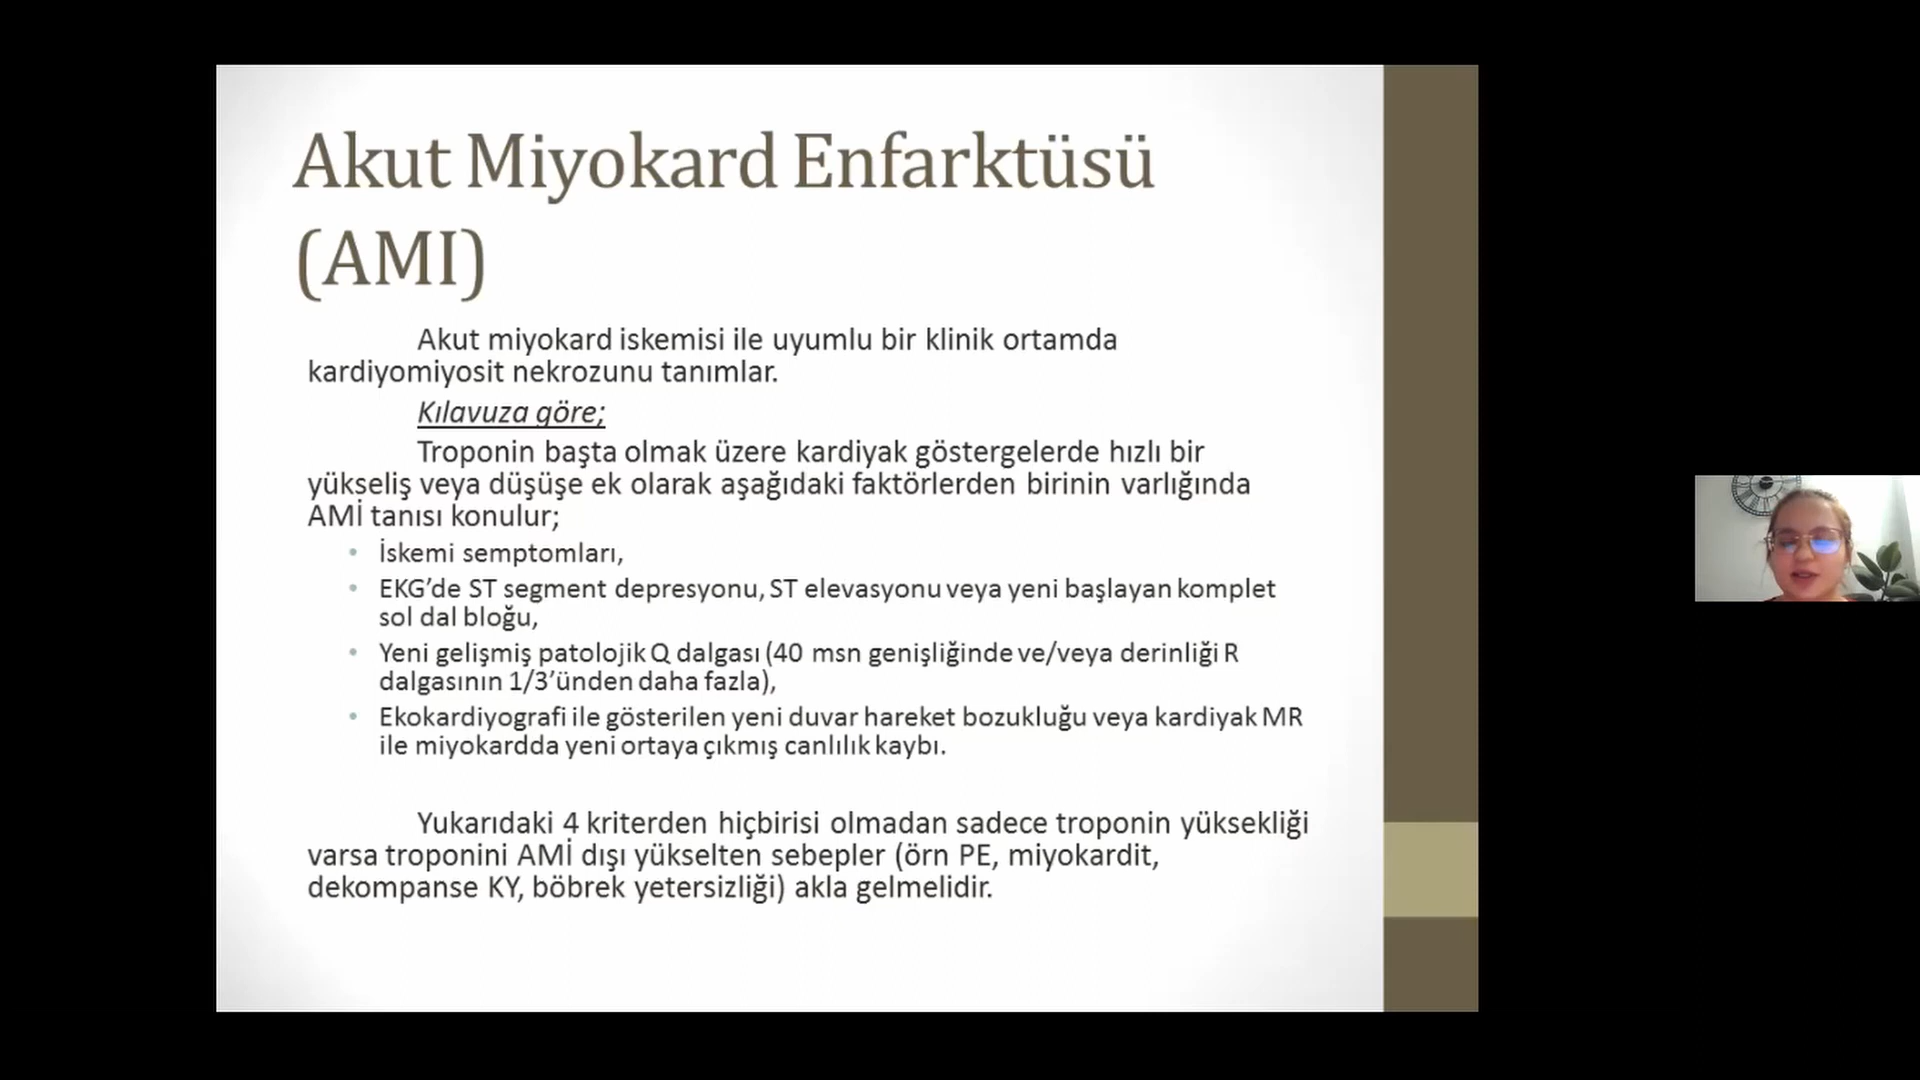 Akut Miyokard Enfarktüsü
(AMI)
Akut miyokard iskemisi ile uyumlu bir klinik ortamda
kardiyomiyosit nekrozunu tanımlar.
Kılavuza göre;
Troponin başta olmak üzere kardiyak göstergelerde hızlı bir
yükseliş veya düşüşe ek olarak aşağıdaki faktörlerden birinin varlığında
AMİ tanısı konulur;
• İskemi semptomları,
• EKG’de ST segment depresyonu, ST elevasyonu veya yeni başlayan komplet
sol dal bloğu,
• Yeni gelişmiş patolojik Q dalgası (40 msn genişliğinde ve/veya derinliği R
dalgasının 1/3’ünden daha fazla),
• Ekokardiyografi ile gösterilen yeni duvar hareket bozukluğu veya kardiyak MR
ile miyokardda yeni ortaya çıkmış canlılık kaybı.
Yukarıdaki 4 kriterden hiçbirisi olmadan sadece troponin yüksekliği
varsa troponini AMİ dışı yükselten sebepler (örn PE, miyokardit,
dekompanse KY, böbrek yetersizliği) akla gelmelidir.